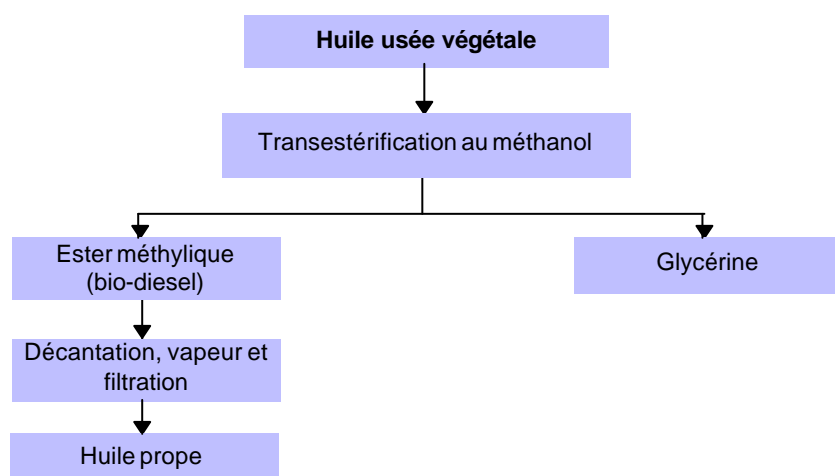 Huile usée végétale
Transestérification au méthanol
Ester méthylique
(bio-diesel)
Glycérine
Décantation, vapeur et
filtration
Huile prope